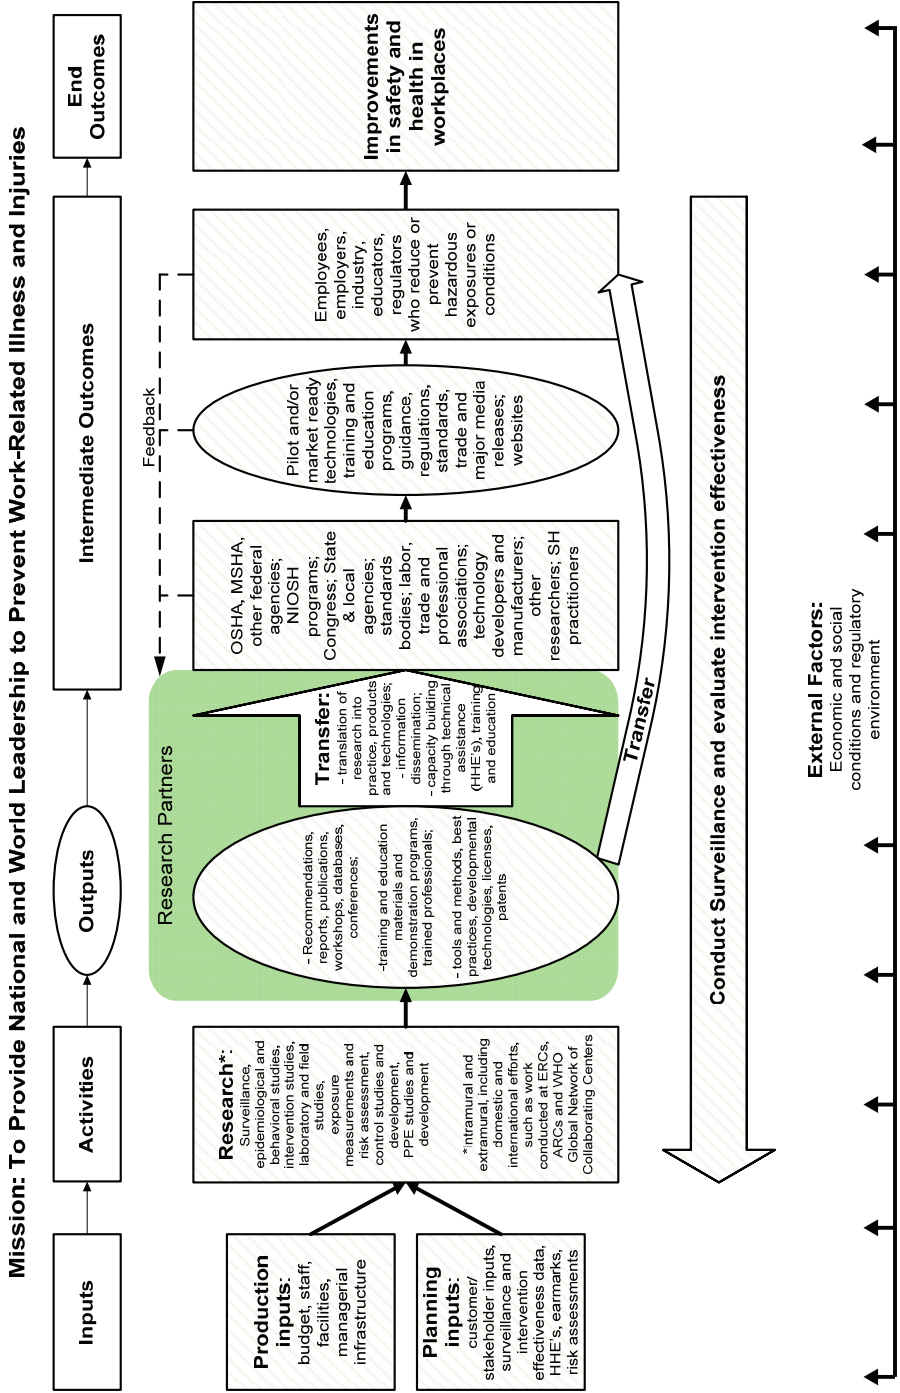 Mission: To Provide National and World Leadership to Prevent Work-Related Illness and Injuries
Inputs
Activities
Outputs
Intermediate Outcomes
End
Outcomes
Production
inputs:
budget, staff,
facilities,
managerial
infrastructure
Planning
inputs:
customer/
stakeholder inputs,
surveillance and
intervention
effectiveness data,
HHE's, earmarks,
risk assessments
Research*:
Surveillance,
epidemiological and
behavioral studies,
intervention studies,
laboratory and field
studies,
exposure
measurements and
risk assessment,
control studies and
development,
PPE studies and
development
*Intramural and
extramural, including
domestic and
international efforts,
such as work
conducted at ERCs,
ARCs and WHO
Global Network of
Collaborating Centers
Research Partners
- Recommendations,
reports, publications,
workshops, databases,
conferences;
-training and education
materials and
demonstration programs,
trained professionals;
- tools and methods, best
practices, developmental
technologies, licenses,
patents
Transfer:
- translation of
research into
practice, products
and technologies;
- information
dissemination;
- capacity building
through technical
assistance
(HHE's), training
and education
Transfer
Feedback
OSHA, MSHA,
other federal
agencies;
NIOSH
programs;
Congress; State
& local
agencies;
standards
bodies; labor,
trade and
professional
associations;
technology
developers and
manufacturers;
other
researchers; SH
practitioners
Pilot and/or
market ready
technologies,
training and
education
programs,
guidance,
regulations,
standards,
trade and
major media
releases;
websites
Employees,
employers,
industry,
educators,
regulators
who reduce or
prevent
hazardous
exposures or
conditions
Improvements
in safety and
health in
workplaces
Conduct Surveillance and evaluate intervention effectiveness
External Factors:
Economic and social
conditions and regulatory
environment